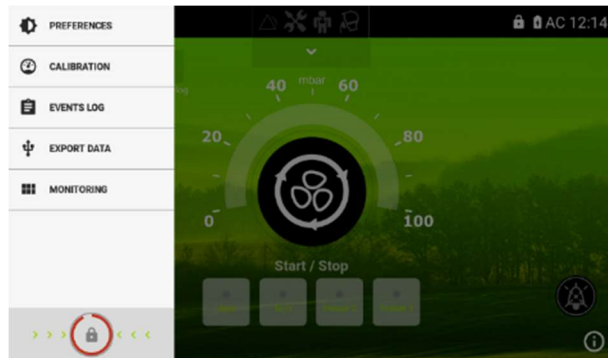 PREFERENCES
CALIBRATION
EVENTS LOG
EXPORT DATA
MONITORING
AC 12:14
mbar
0
20
40
60
80
100
Start / Stop